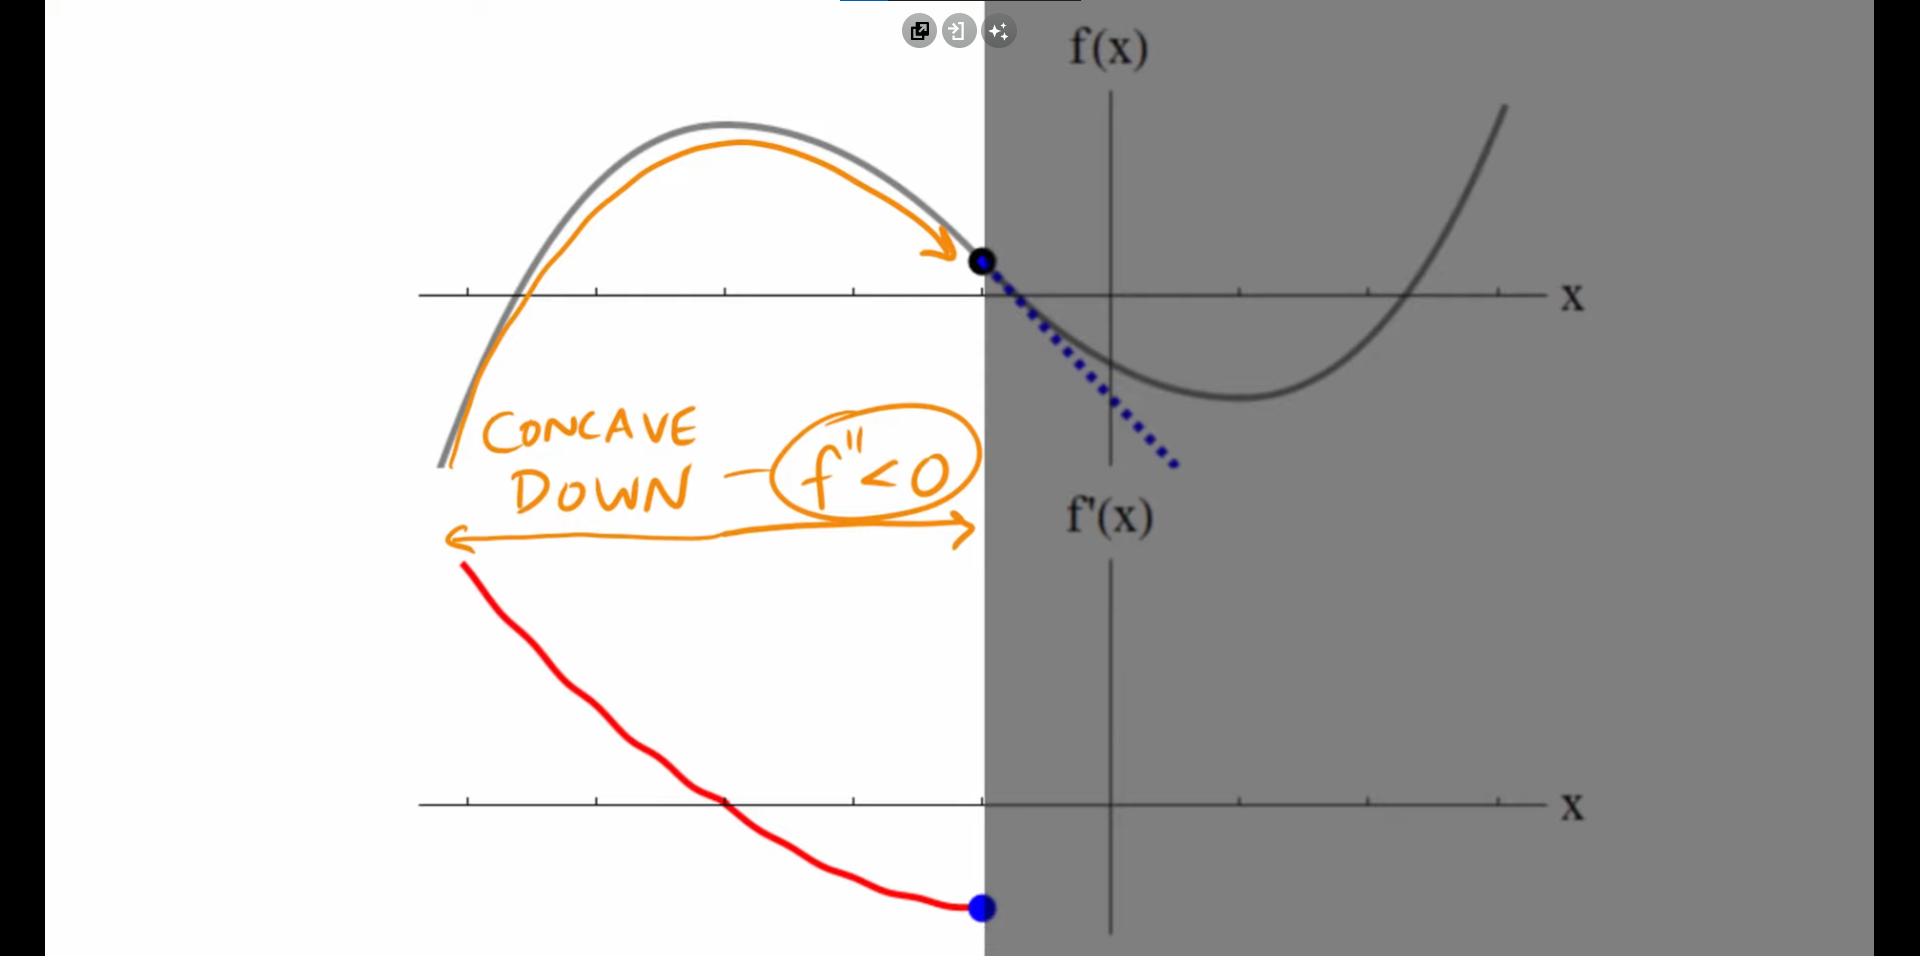 f(x)
x
CONCAVE
DOWN - f" < 0
f'(x)
x